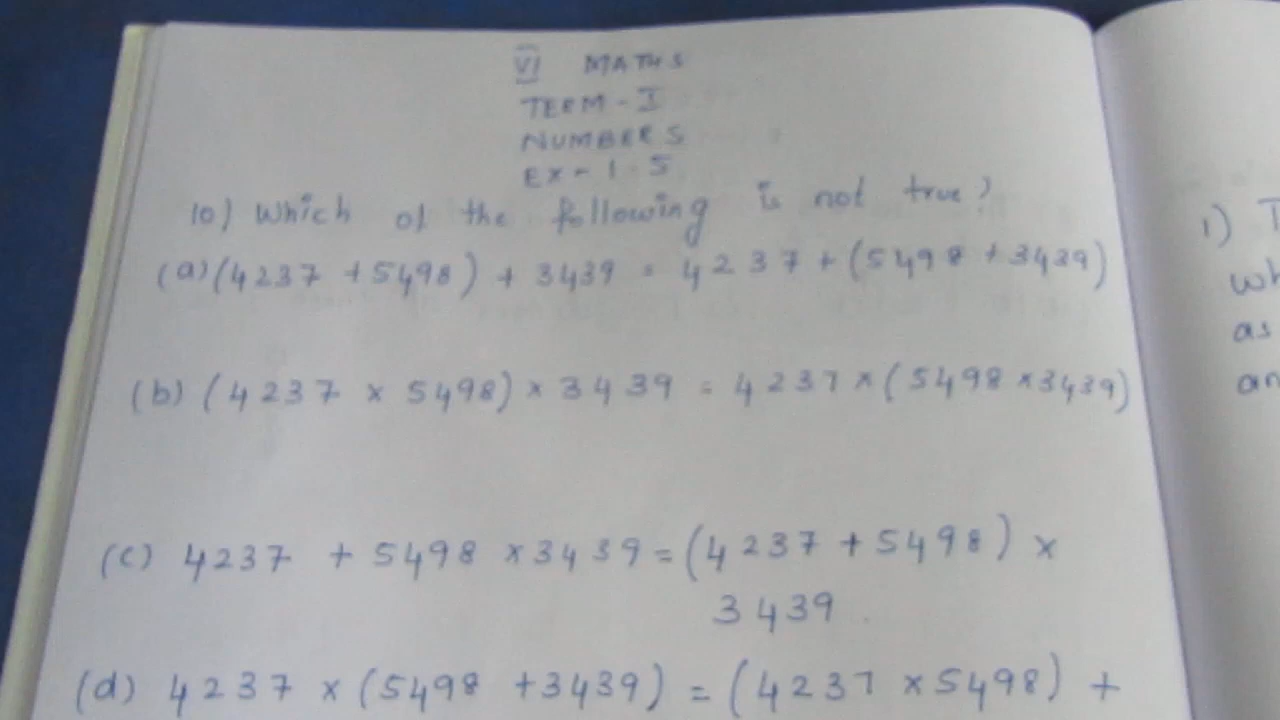 VI MATHS
TERM - I
NUMBERS
EX - 1.5
10) Which of the following is not true?
(a) (4237 + 5498) + 3439 = 4237 + (5498 + 3439)
(b) (4237 × 5498) × 3439 = 4237 × (5498 × 3439)
(c) 4237 + 5498 × 3439 = (4237 + 5498) ×
3439
(d) 4237 × (5498 + 3439) = (4237 × 5498) +
1) T
wh
as
an